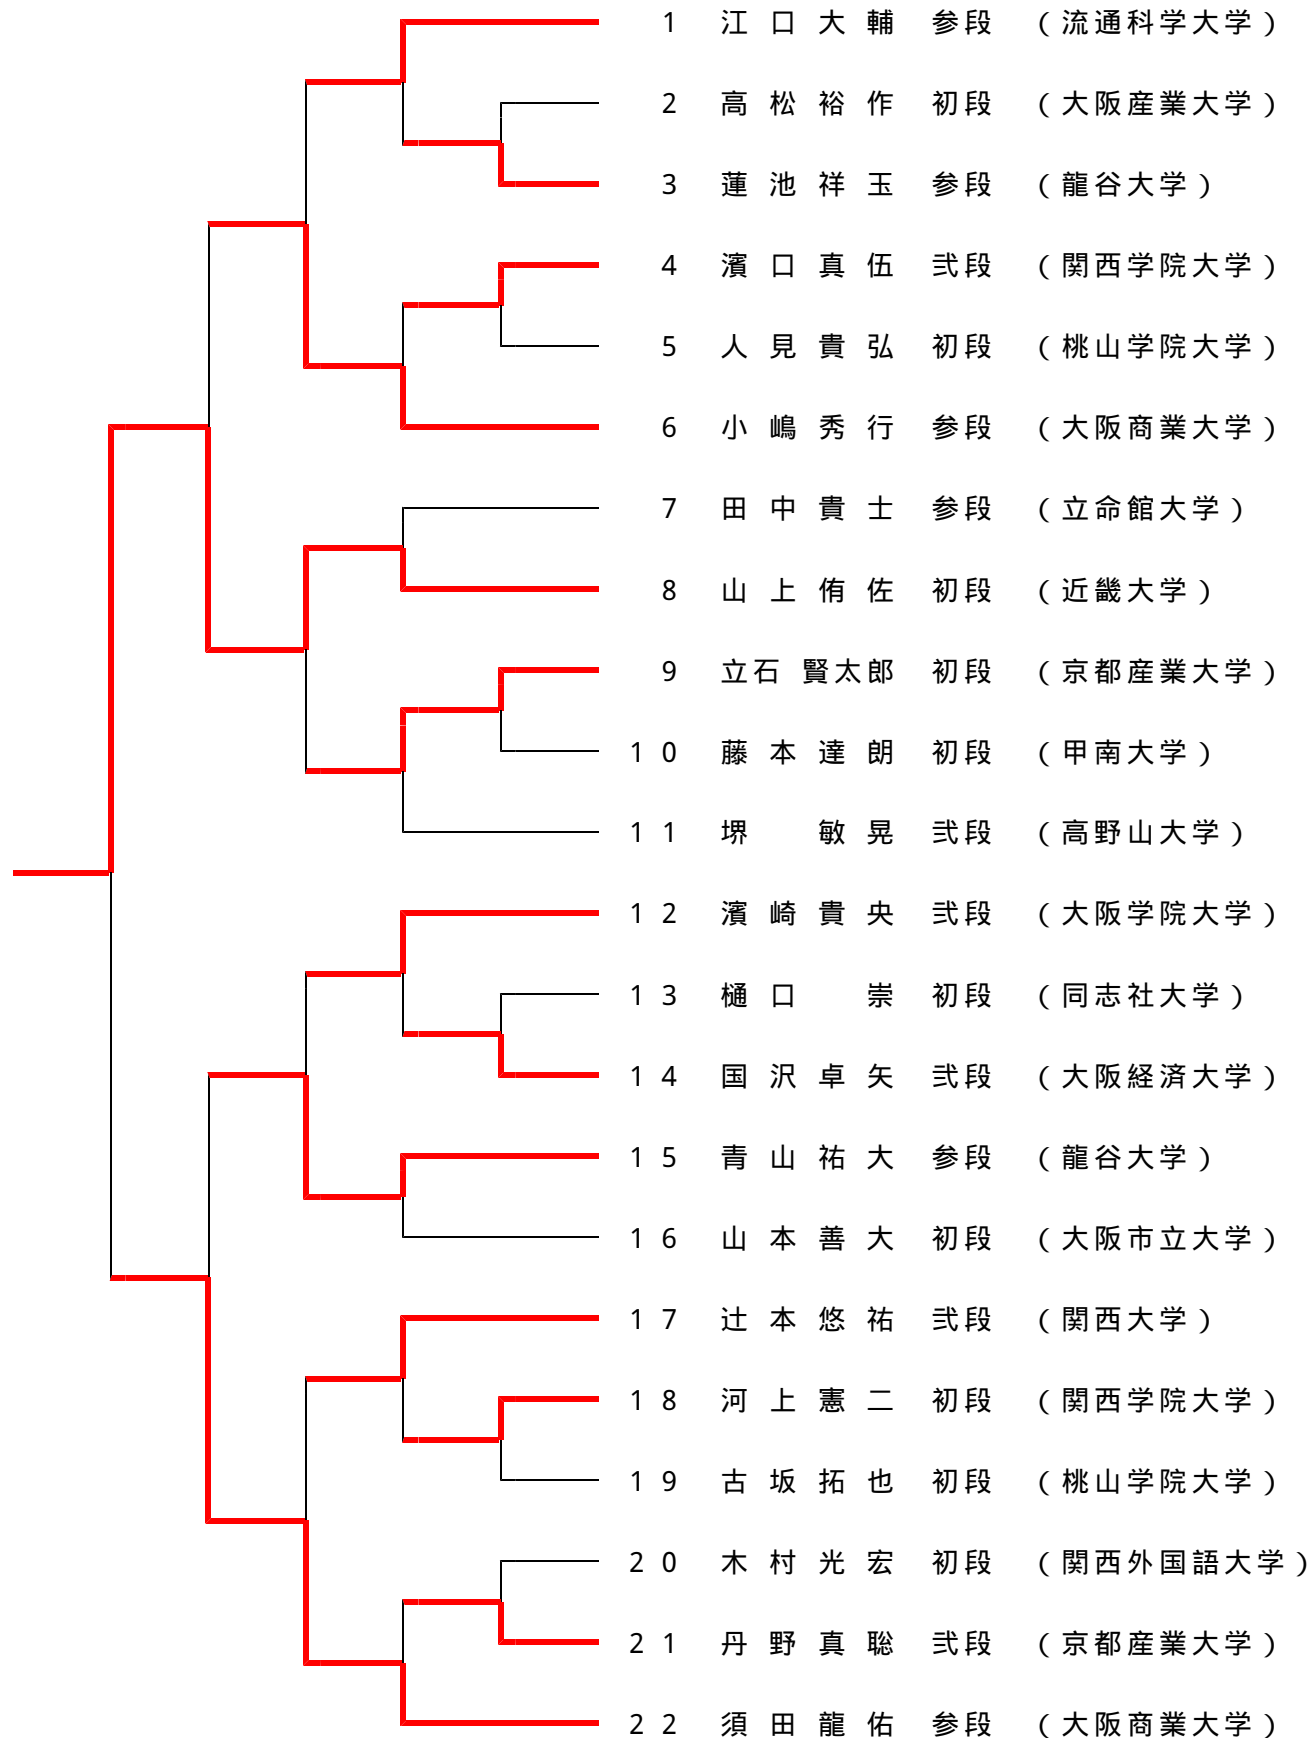 1 江口大輔 参段 (流通科学大学)
2 高松裕作 初段 (大阪産業大学)
3 蓮池祥玉 参段 (龍谷大学)
4 濱口真伍 弐段 (関西学院大学)
5 人見貴弘 初段 (桃山学院大学)
6 小嶋秀行 参段 (大阪商業大学)
7 田中貴士 参段 (立命館大学)
8 山上侑佐 初段 (近畿大学)
9 立石 賢太郎 初段 (京都産業大学)
10 藤本達朗 初段 (甲南大学)
11 堺 敏晃 弐段 (高野山大学)
12 濱崎貴央 弐段 (大阪学院大学)
13 樋口 崇 初段 (同志社大学)
14 国沢卓矢 弐段 (大阪経済大学)
15 青山祐大 参段 (龍谷大学)
16 山本善大 初段 (大阪市立大学)
17 辻本悠祐 弐段 (関西大学)
18 河上憲二 初段 (関西学院大学)
19 古坂拓也 初段 (桃山学院大学)
20 木村光宏 初段 (関西外国語大学)
21 丹野真聡 弐段 (京都産業大学)
22 須田龍佑 参段 (大阪商業大学)